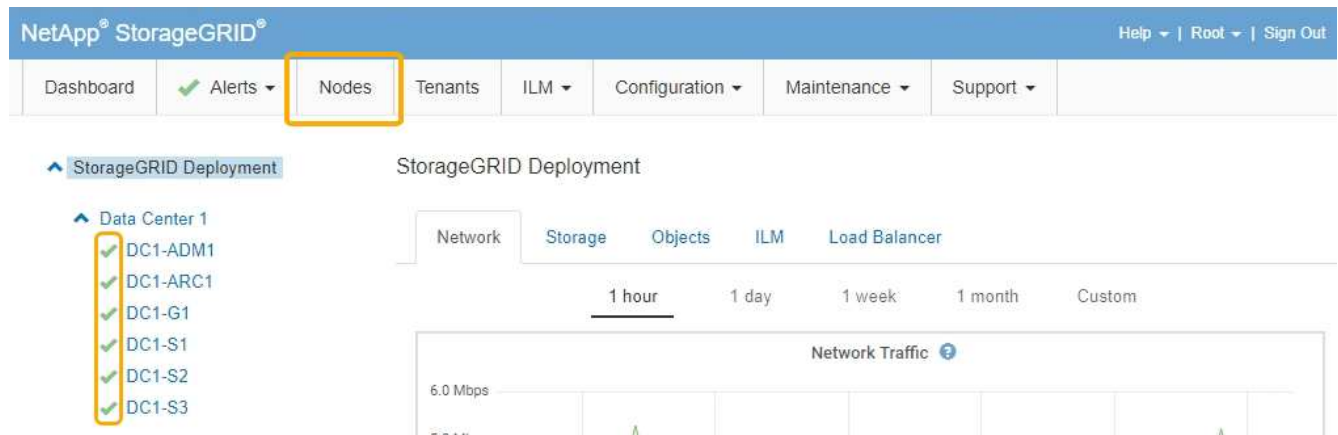 NetApp® StorageGRID®
Help | Root | Sign Out
Dashboard Alerts Nodes Tenants ILM Configuration Maintenance Support
StorageGRID Deployment
StorageGRID Deployment
Data Center 1
DC1-ADM1
DC1-ARC1
DC1-G1
DC1-S1
DC1-S2
DC1-S3
Network Storage Objects ILM Load Balancer
1 hour 1 day 1 week 1 month Custom
Network Traffic
6.0 Mbps